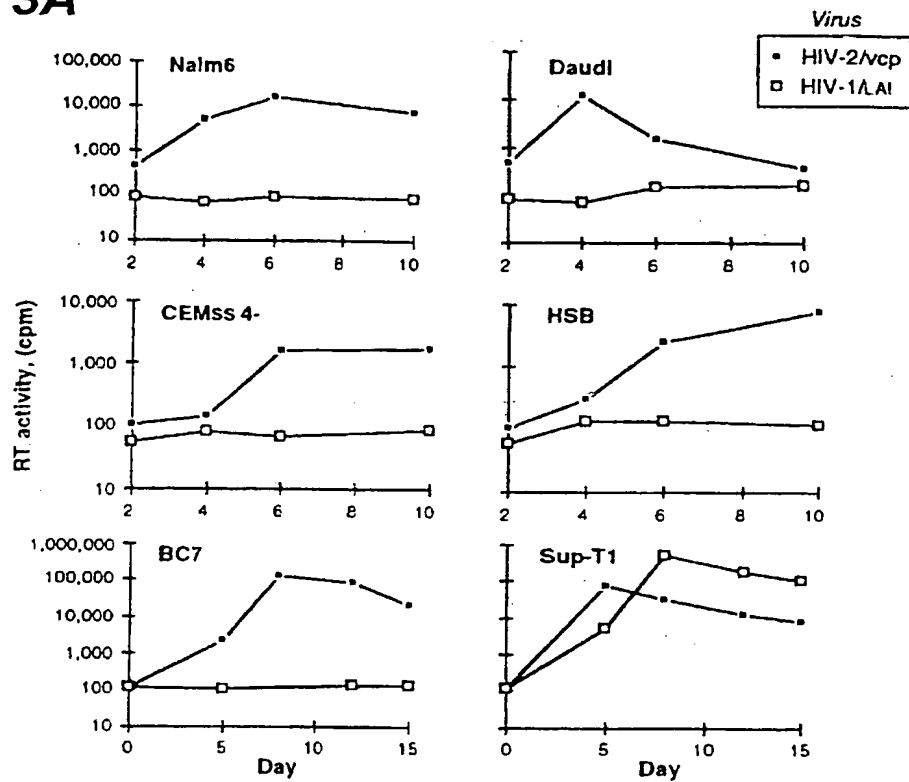 3A
Virus
HIV-2/vcp
HIV-1/LAI
Nalm6
100,000
10,000
1,000
100
10
2 4 6 8 10
Daudi
2 4 6 8 10
RT activity, (cpm)
CEMss 4-
10,000
1,000
100
10
2 4 6 8 10
HSB
2 4 6 8 10
BC7
1,000,000
100,000
10,000
1,000
100
10
0 5 10 15
Day
Sup-T1
0 5 10 15
Day